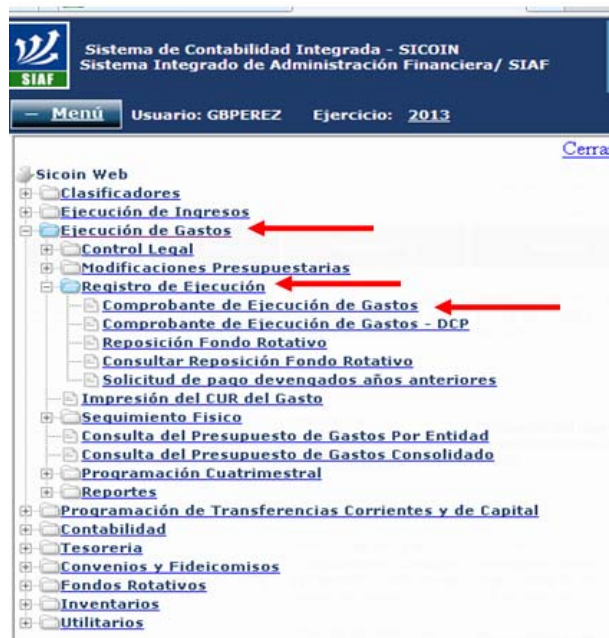 Sistema de Contabilidad Integrada - SICOIN
Sistema Integrado de Administración Financiera/ SIAF
SIAF
— Menú Usuario: GBPEREZ Ejercicio: 2013
Cerra
Sicoin Web
Clasificadores
Ejecución de Ingresos
Ejecución de Gastos
Control Legal
Modificaciones Presupuestarias
Registro de Ejecución
Comprobante de Ejecución de Gastos
Comprobante de Ejecución de Gastos - DCP
Reposición Fondo Rotativo
Consultar Reposición Fondo Rotativo
Solicitud de pago devengados años anteriores
Impresión del CUR del Gasto
Seguimiento Fisico
Consulta del Presupuesto de Gastos Por Entidad
Consulta del Presupuesto de Gastos Consolidado
Programación Cuatrimestral
Reportes
Programación de Transferencias Corrientes y de Capital
Contabilidad
Tesoreria
Convenios y Fideicomisos
Fondos Rotativos
Inventarios
Utilitarios